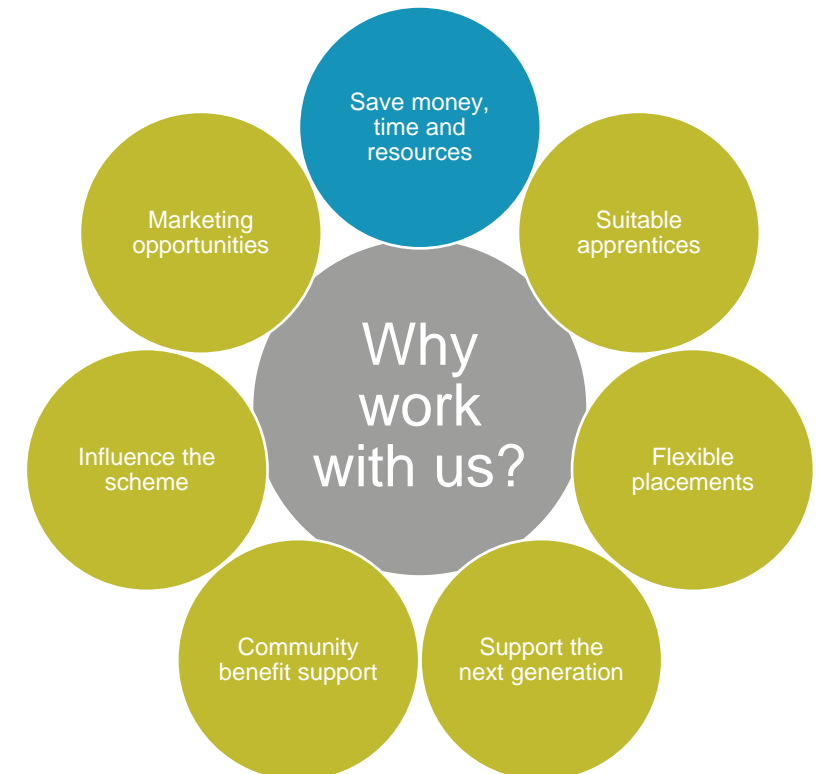 Save money,
time and
resources
Suitable
apprentices
Flexible
placements
Support the
next generation
Community
benefit support
Influence the
scheme
Marketing
opportunities
Why
work
with us?